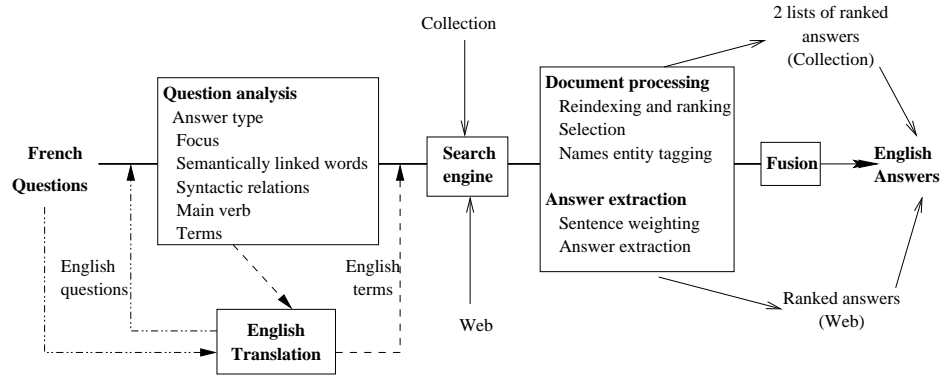 French
Questions
Question analysis
Answer type
Focus
Semantically linked words
Syntactic relations
Main verb
Terms
English
questions
English
Translation
English
terms
Collection
Search
engine
Web
Document processing
Reindexing and ranking
Selection
Names entity tagging
Answer extraction
Sentence weighting
Answer extraction
2 lists of ranked
answers
(Collection)
Fusion
English
Answers
Ranked answers
(Web)